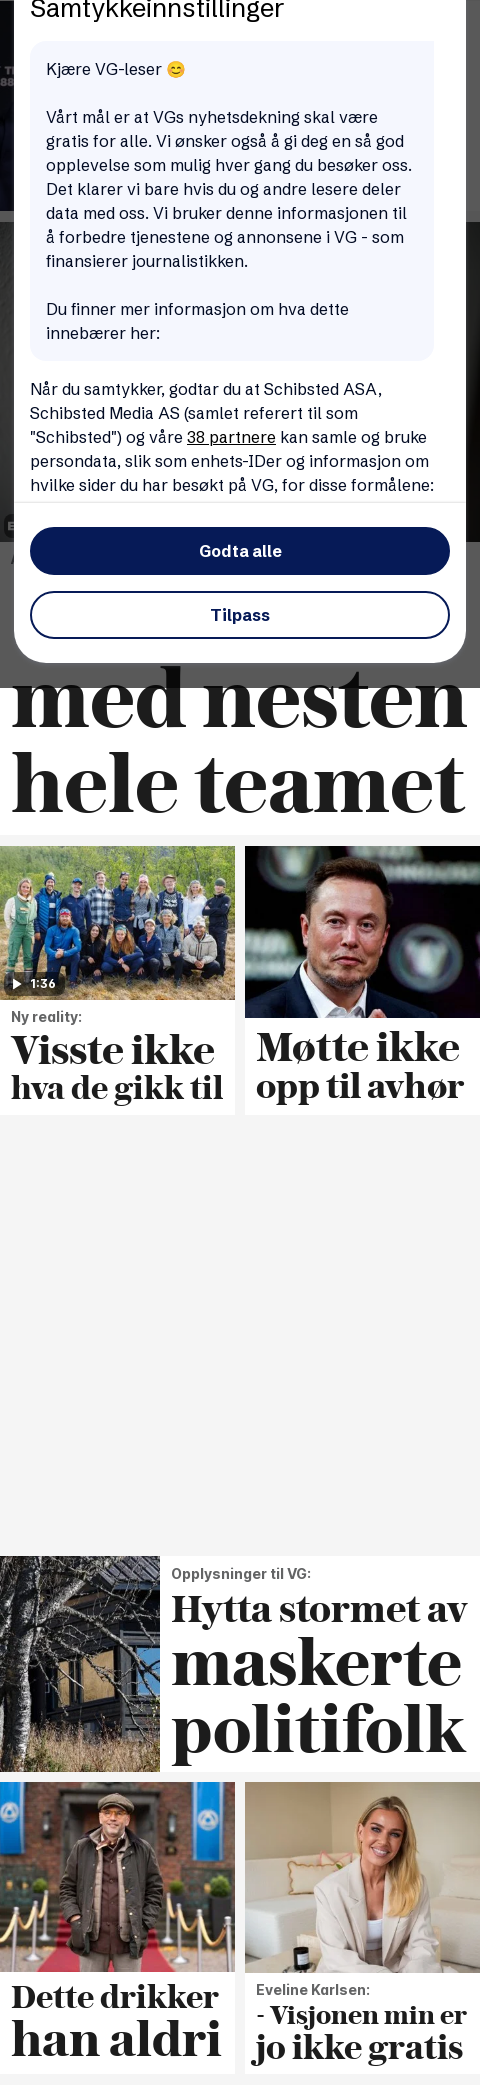 Samtykkeinnstillinger
Kjære VG-leser 😊
Vårt mål er at VGs nyhetsdekning skal være
gratis for alle. Vi ønsker også å gi deg en så god
opplevelse som mulig hver gang du besøker oss.
Det klarer vi bare hvis du og andre lesere deler
data med oss. Vi bruker denne informasjonen til
å forbedre tjenestene og annonsene i VG - som
finansierer journalistikken.
Du finner mer informasjon om hva dette
innebærer her:
Når du samtykker, godtar du at Schibsted ASA,
Schibsted Media AS (samlet referert til som
"Schibsted") og våre 38 partnere kan samle og bruke
persondata, slik som enhets-IDer og informasjon om
hvilke sider du har besøkt på VG, for disse formålene:
Godta alle
Tilpass
med nesten
hele teamet
1:36
Ny reality:
Visste ikke
hva de gikk til
Møtte ikke
opp til avhør
Opplysninger til VG:
Hytta stormet av
maskerte
politifolk
Dette drikker
han aldri
Eveline Karlsen:
- Visjonen min er
jo ikke gratis